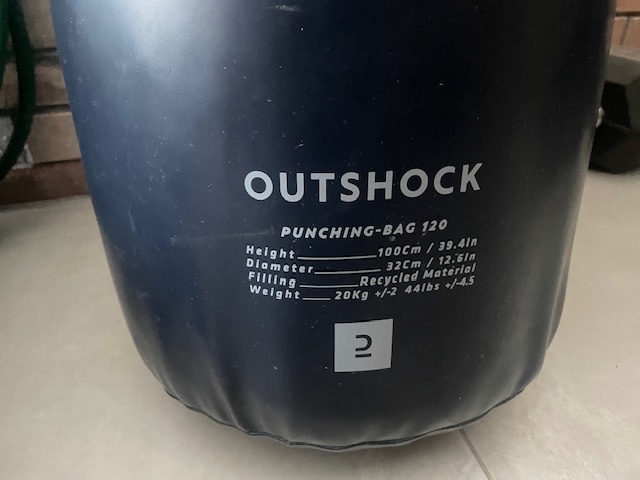 OUTSHOCK
PUNCHING-BAG 120
Height 100Cm / 39.4In
Diameter 32Cm / 12.6In
Filling Recycled Material
Weight 20Kg +/-2 44lbs +/-4.5